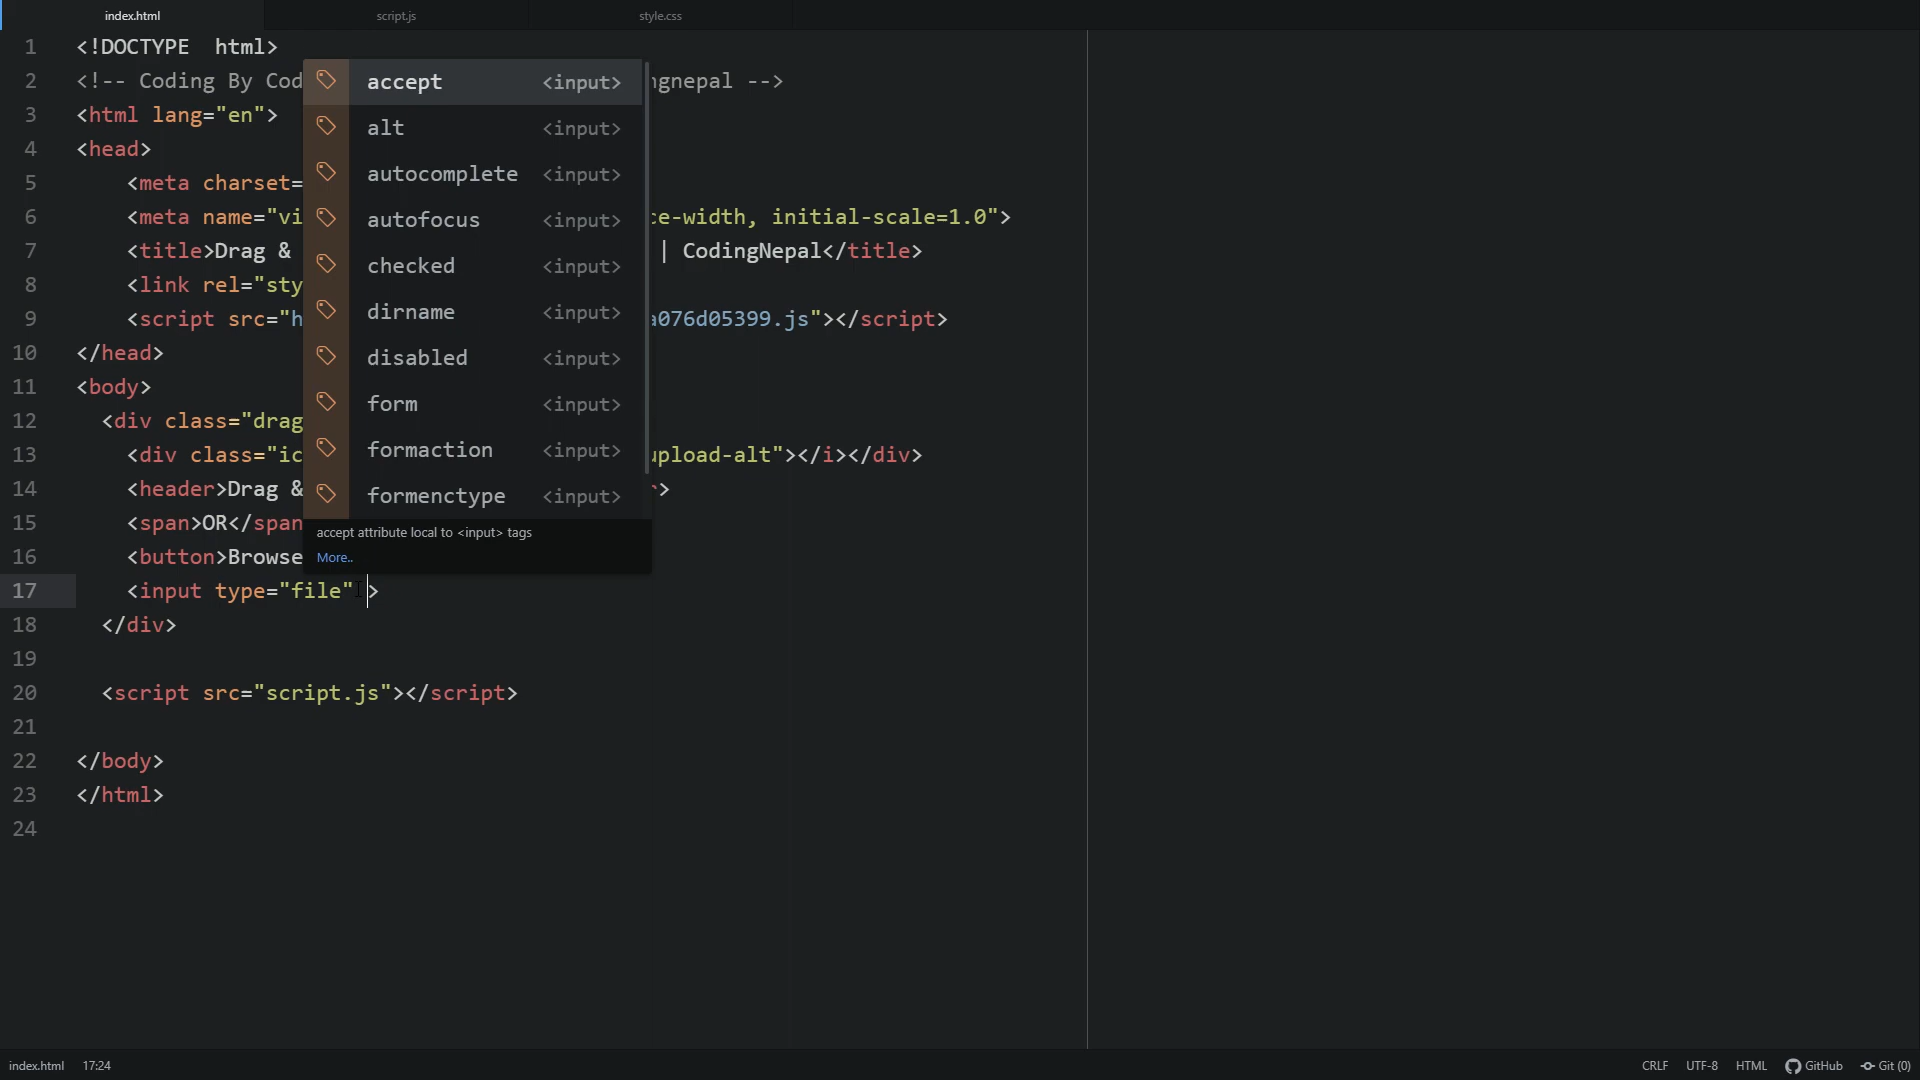 index.html script.js style.css
1 <!DOCTYPE html>
2 <!-- Coding By Cod ngnepal -->
3 <html lang="en">
4 <head>
5 <meta charset=
6 <meta name="vi ce-width, initial-scale=1.0">
7 <title>Drag & | CodingNepal</title>
8 <link rel="sty
9 <script src="h a076d05399.js"></script>
10 </head>
11 <body>
12 <div class="drag
13 <div class="ic upload-alt"></i></div>
14 <header>Drag & >
15 <span>OR</span
16 <button>Browse
17 <input type="file" >
18 </div>
19
20 <script src="script.js"></script>
21
22 </body>
23 </html>
24
accept <input>
alt <input>
autocomplete <input>
autofocus <input>
checked <input>
dirname <input>
disabled <input>
form <input>
formaction <input>
formenctype <input>
accept attribute local to <input> tags
More..
index.html 17:24 CRLF UTF-8 HTML GitHub Git (0)